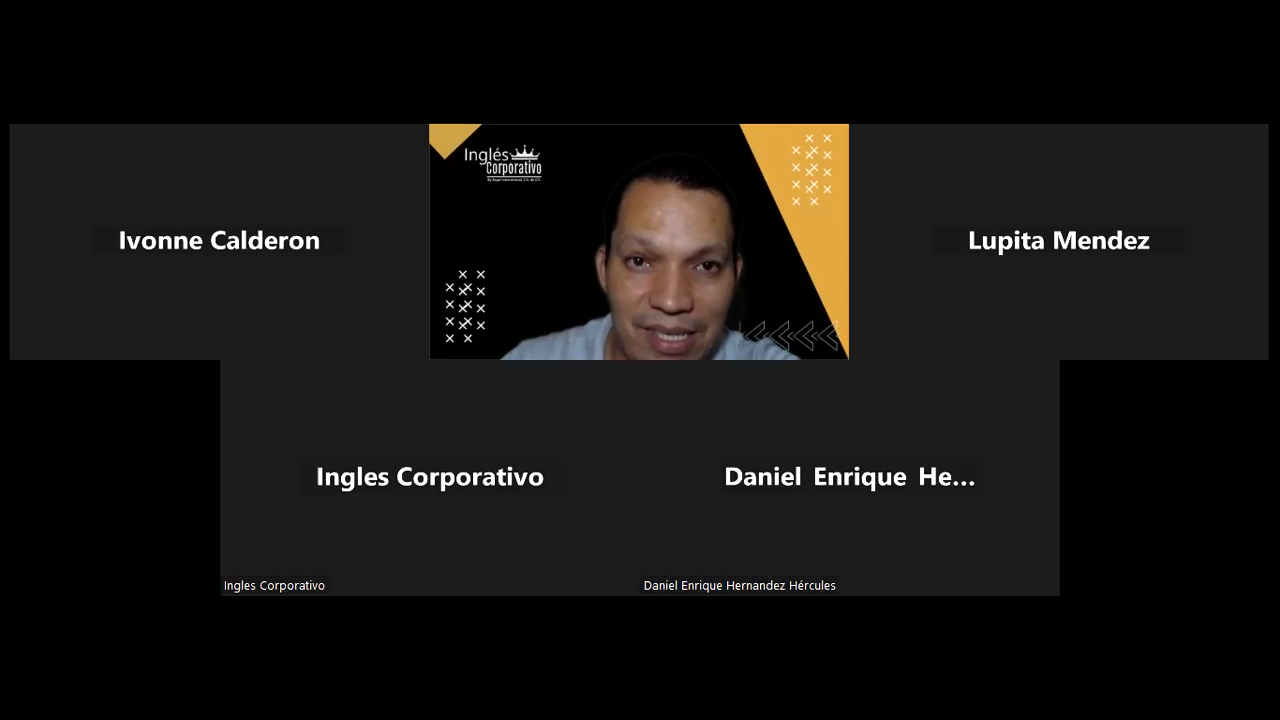 Ivonne Calderon
Inglés
Corporativo
Lupita Mendez
Ingles Corporativo
Daniel Enrique He...
Ingles Corporativo
Daniel Enrique Hernandez Hércules